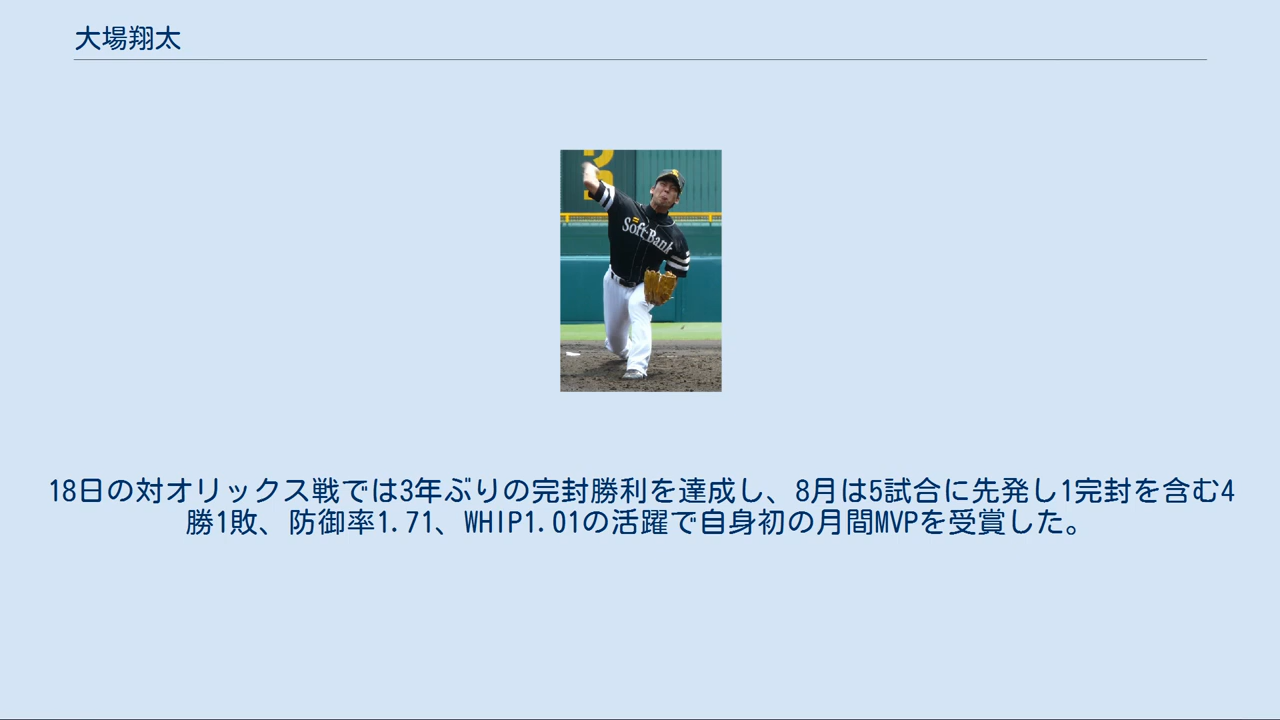 大場翔太
SoftBank
18日の対オリックス戦では3年ぶりの完封勝利を達成し、8月は5試合に先発し1完封を含む4
勝1敗、防御率1.71、WHIP1.01の活躍で自身初の月間MVPを受賞した。